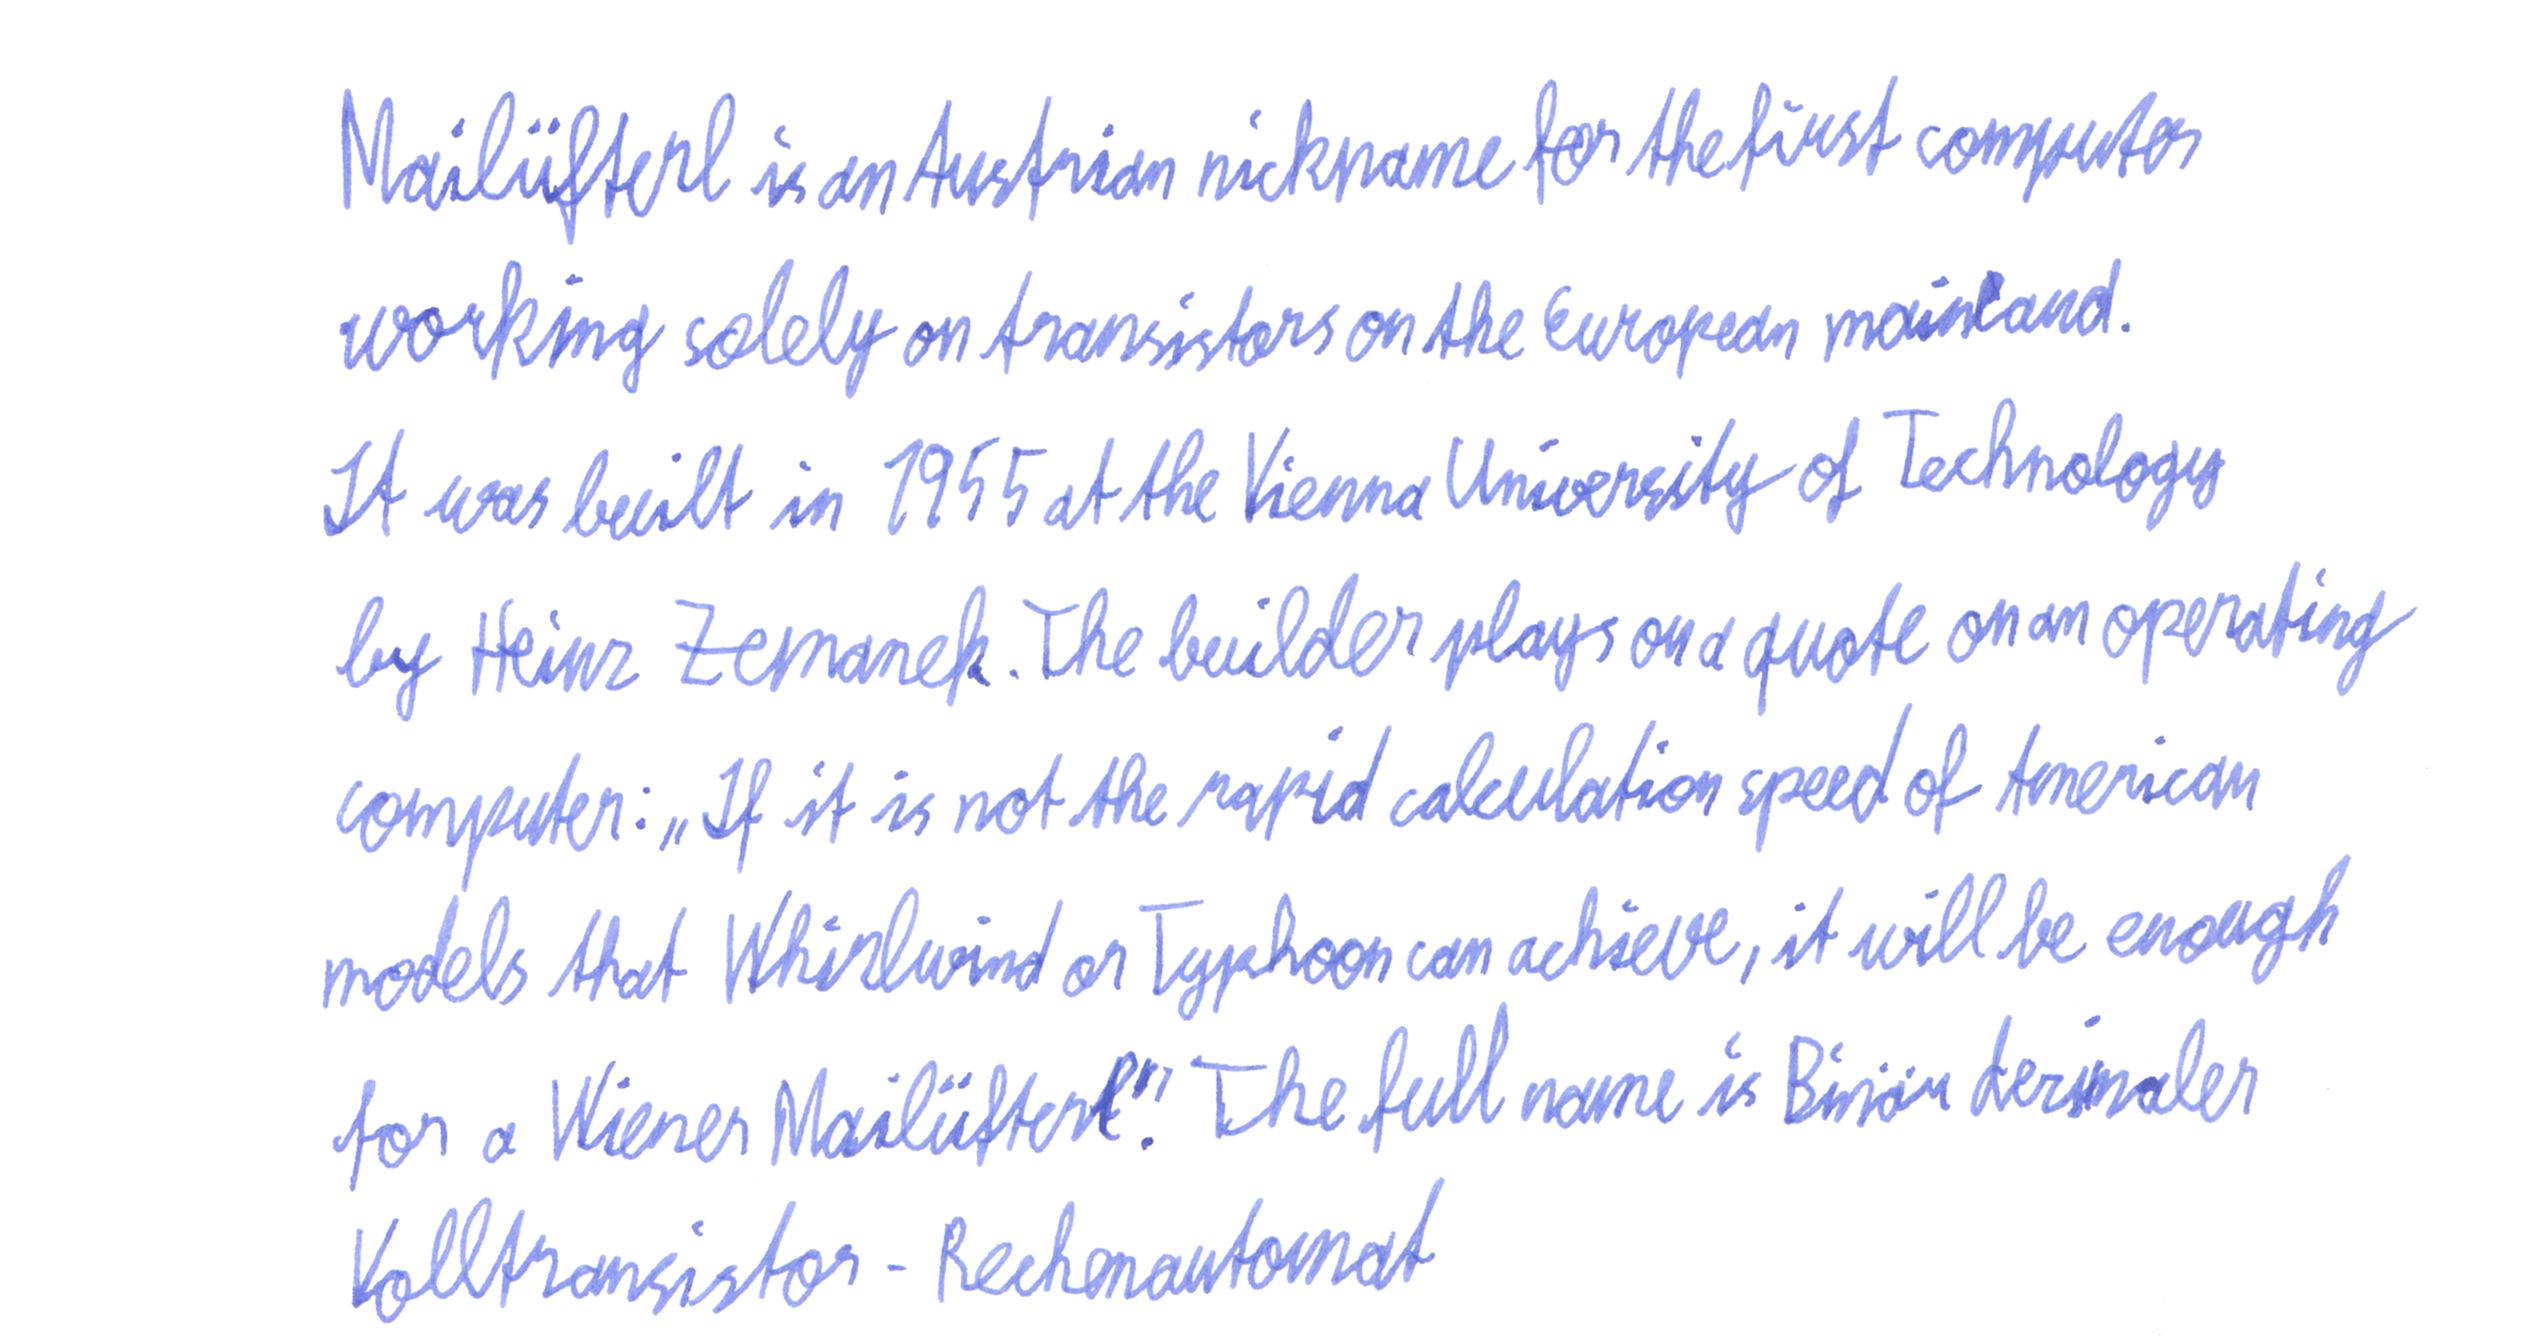 Mailüfterl is an Austrian nickname for the first computer
working solely on transistors on the European mainland.
It was built in 1955 at the Vienna University of Technology
by Heinz Zemanek. The builder plays on a quote on an operating
computer: „If it is not the rapid calculation speed of American
models that Whirlwind or Typhoon can achieve, it will be enough
for a Wiener Mailüfterl". The full name is Binär dezimaler
Volltransistor - Rechenautomat